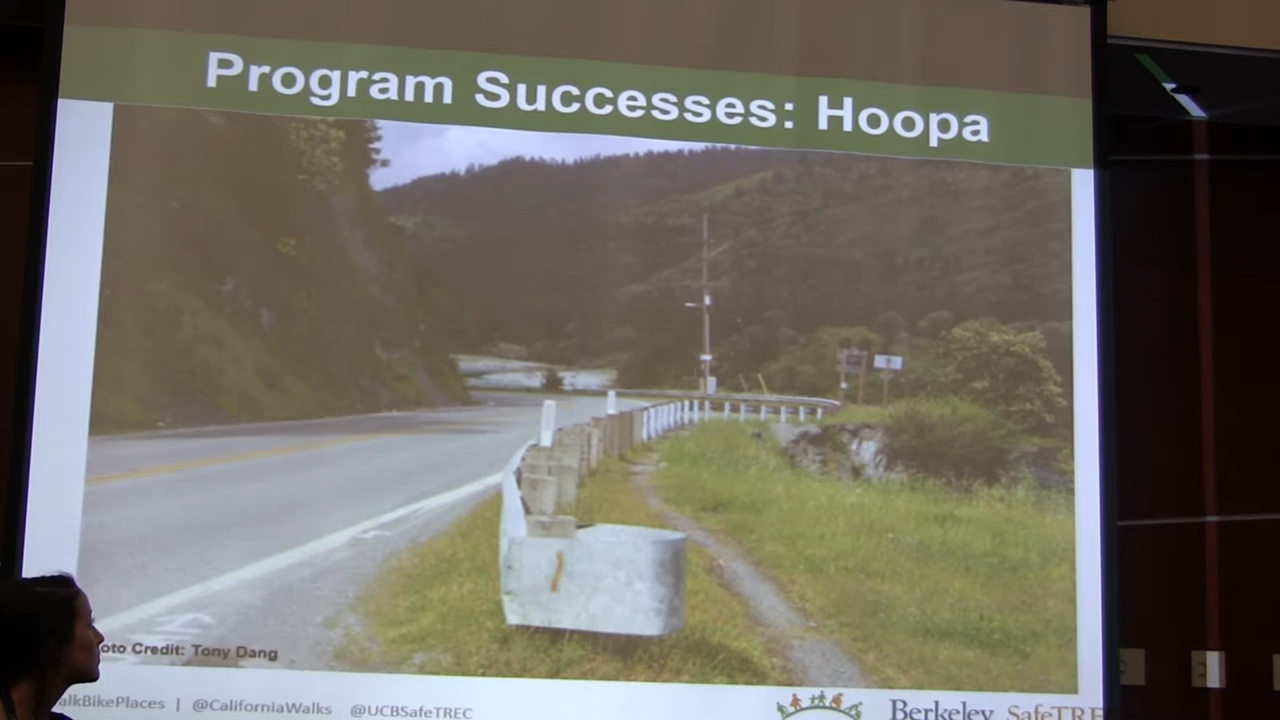 Program Successes: Hoopa
oto Credit: Tony Dang
alkBikePlaces | @CaliforniaWalks @UCBSafeTREC
Berkeley SafeTRE